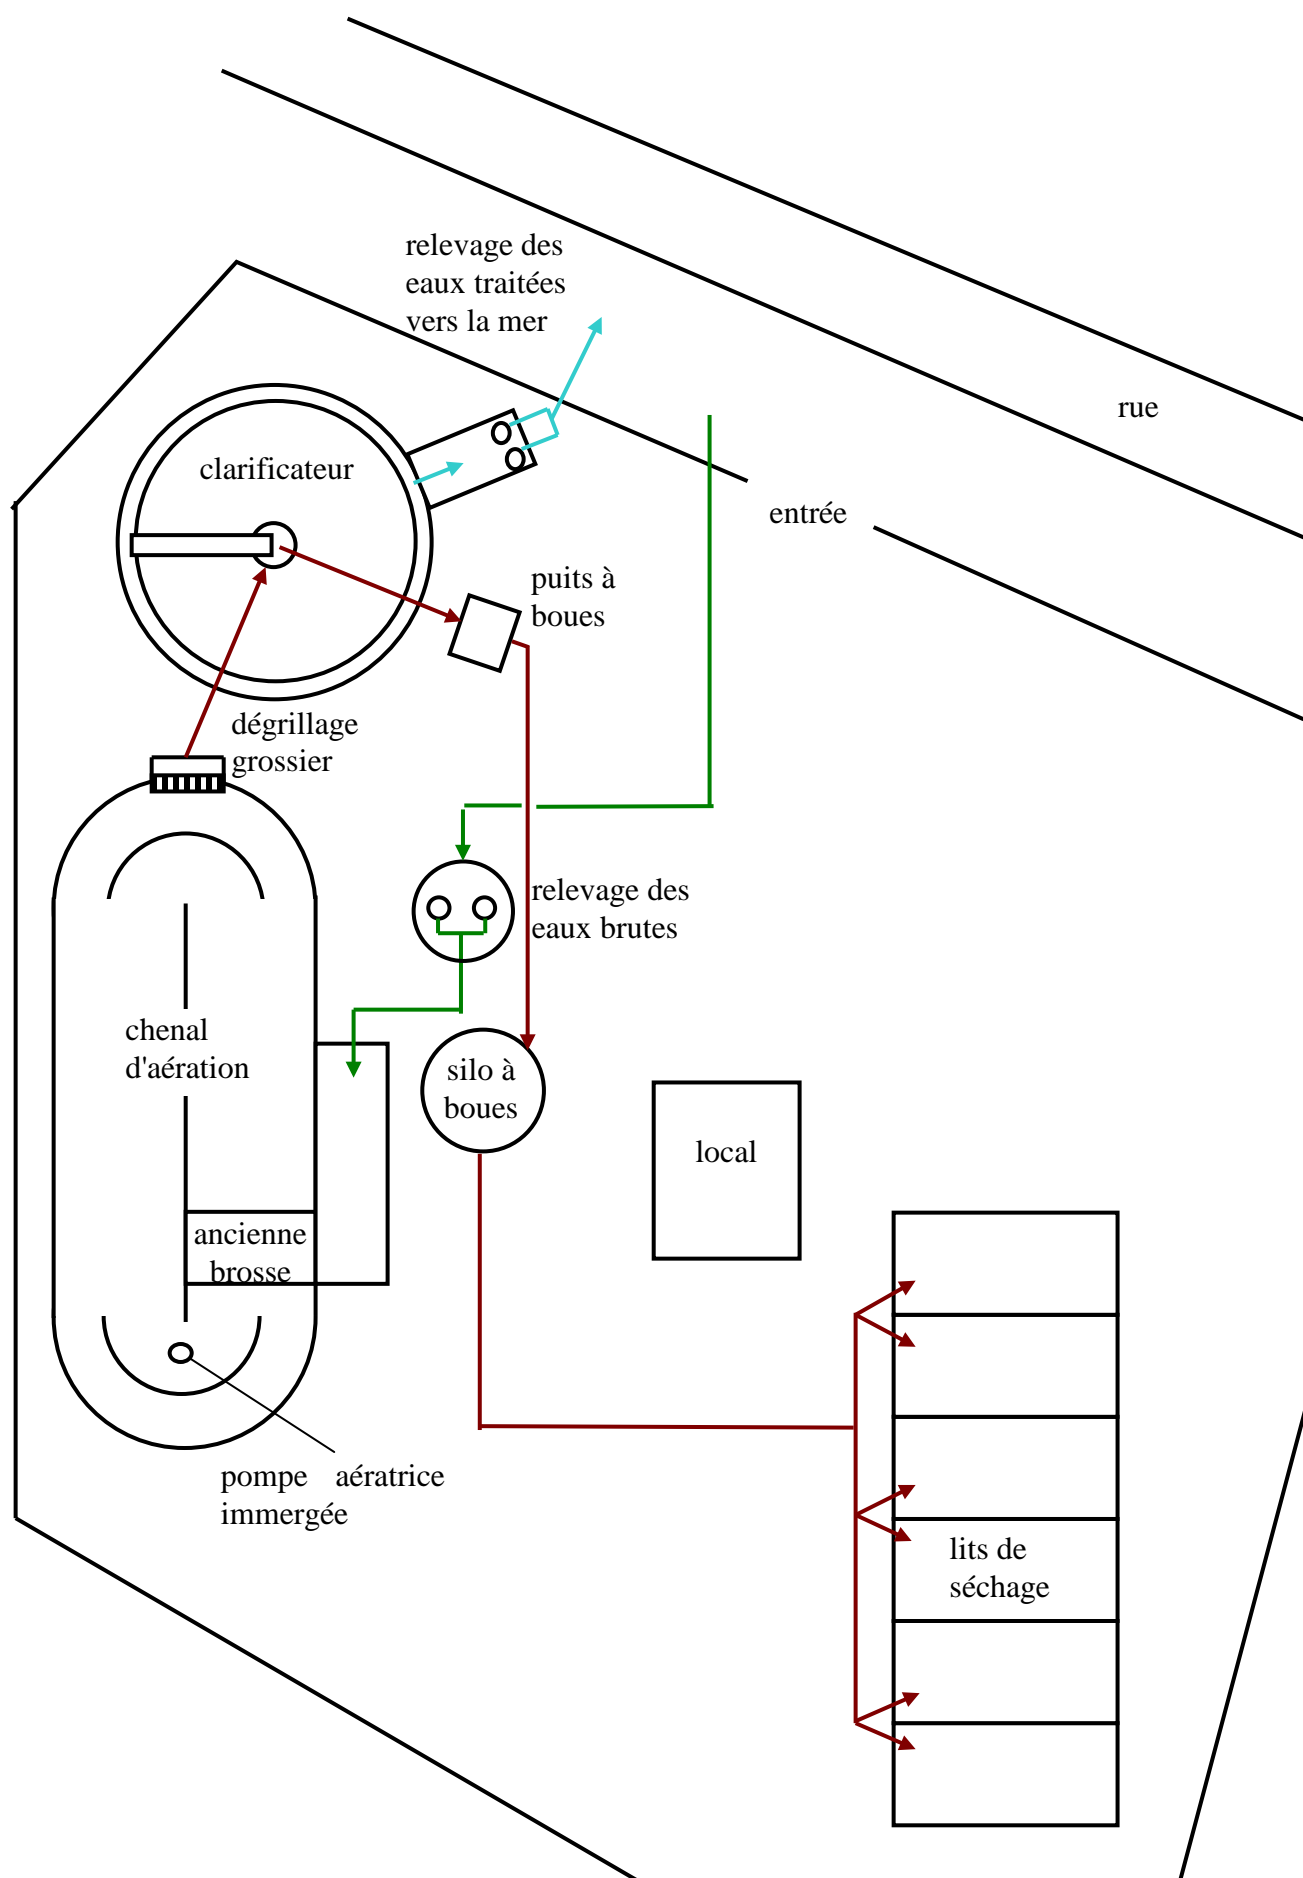 relevage des
eaux traitées
vers la mer
rue
clarificateur
entrée
puits à
boues
dégrillage
grossier
relevage des
eaux brutes
chenal
d'aération
silo à
boues
local
ancienne
brosse
pompe aératrice
immergée
lits de
séchage